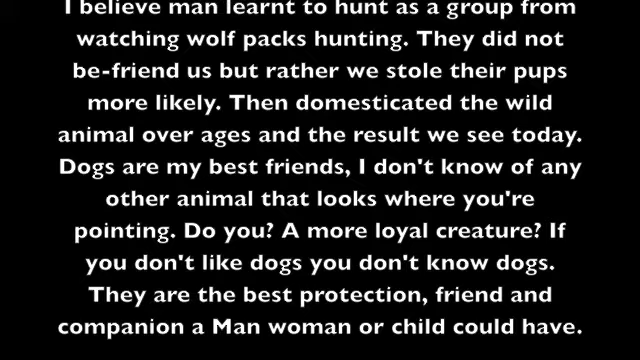 I believe man learnt to hunt as a group from
watching wolf packs hunting. They did not
be-friend us but rather we stole their pups
more likely. Then domesticated the wild
animal over ages and the result we see today.
Dogs are my best friends, I don't know of any
other animal that looks where you're
pointing. Do you? A more loyal creature? If
you don't like dogs you don't know dogs.
They are the best protection, friend and
companion a Man woman or child could have.